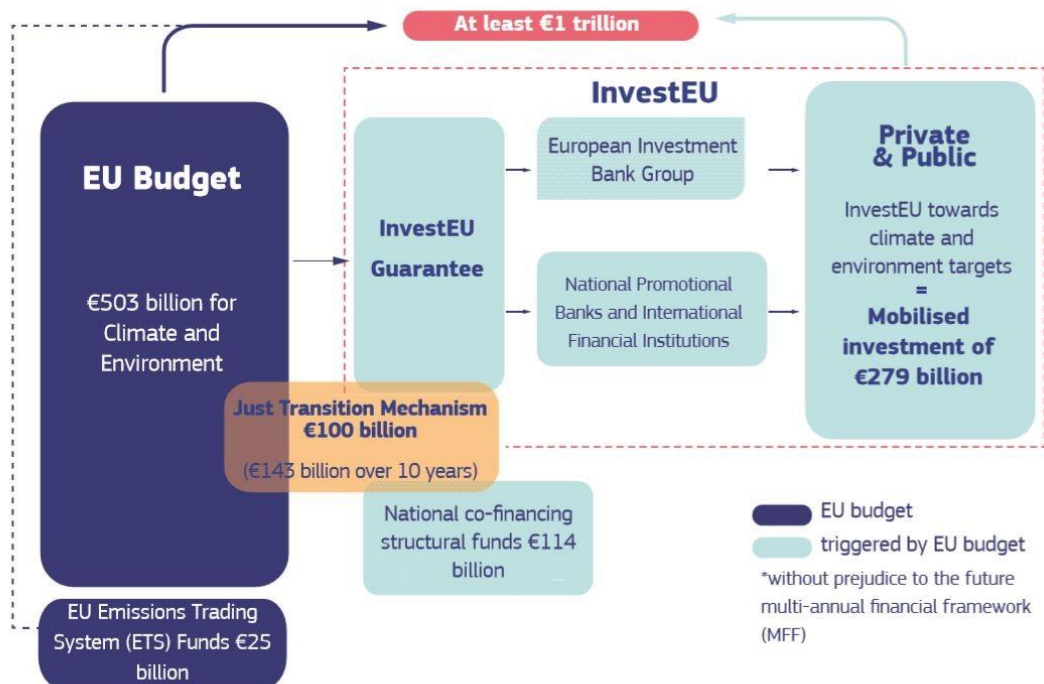 At least €1 trillion
EU Budget
€503 billion for
Climate and
Environment
InvestEU
InvestEU
Guarantee
European Investment
Bank Group
National Promotional
Banks and International
Financial Institutions
Private
& Public
InvestEU towards
climate and
environment targets
=
Mobilised
investment of
€279 billion
Just Transition Mechanism
€100 billion
(€143 billion over 10 years)
National co-financing
structural funds €114
billion
EU Emissions Trading
System (ETS) Funds €25
billion
EU budget
triggered by EU budget
*without prejudice to the future
multi-annual financial framework
(MFF)